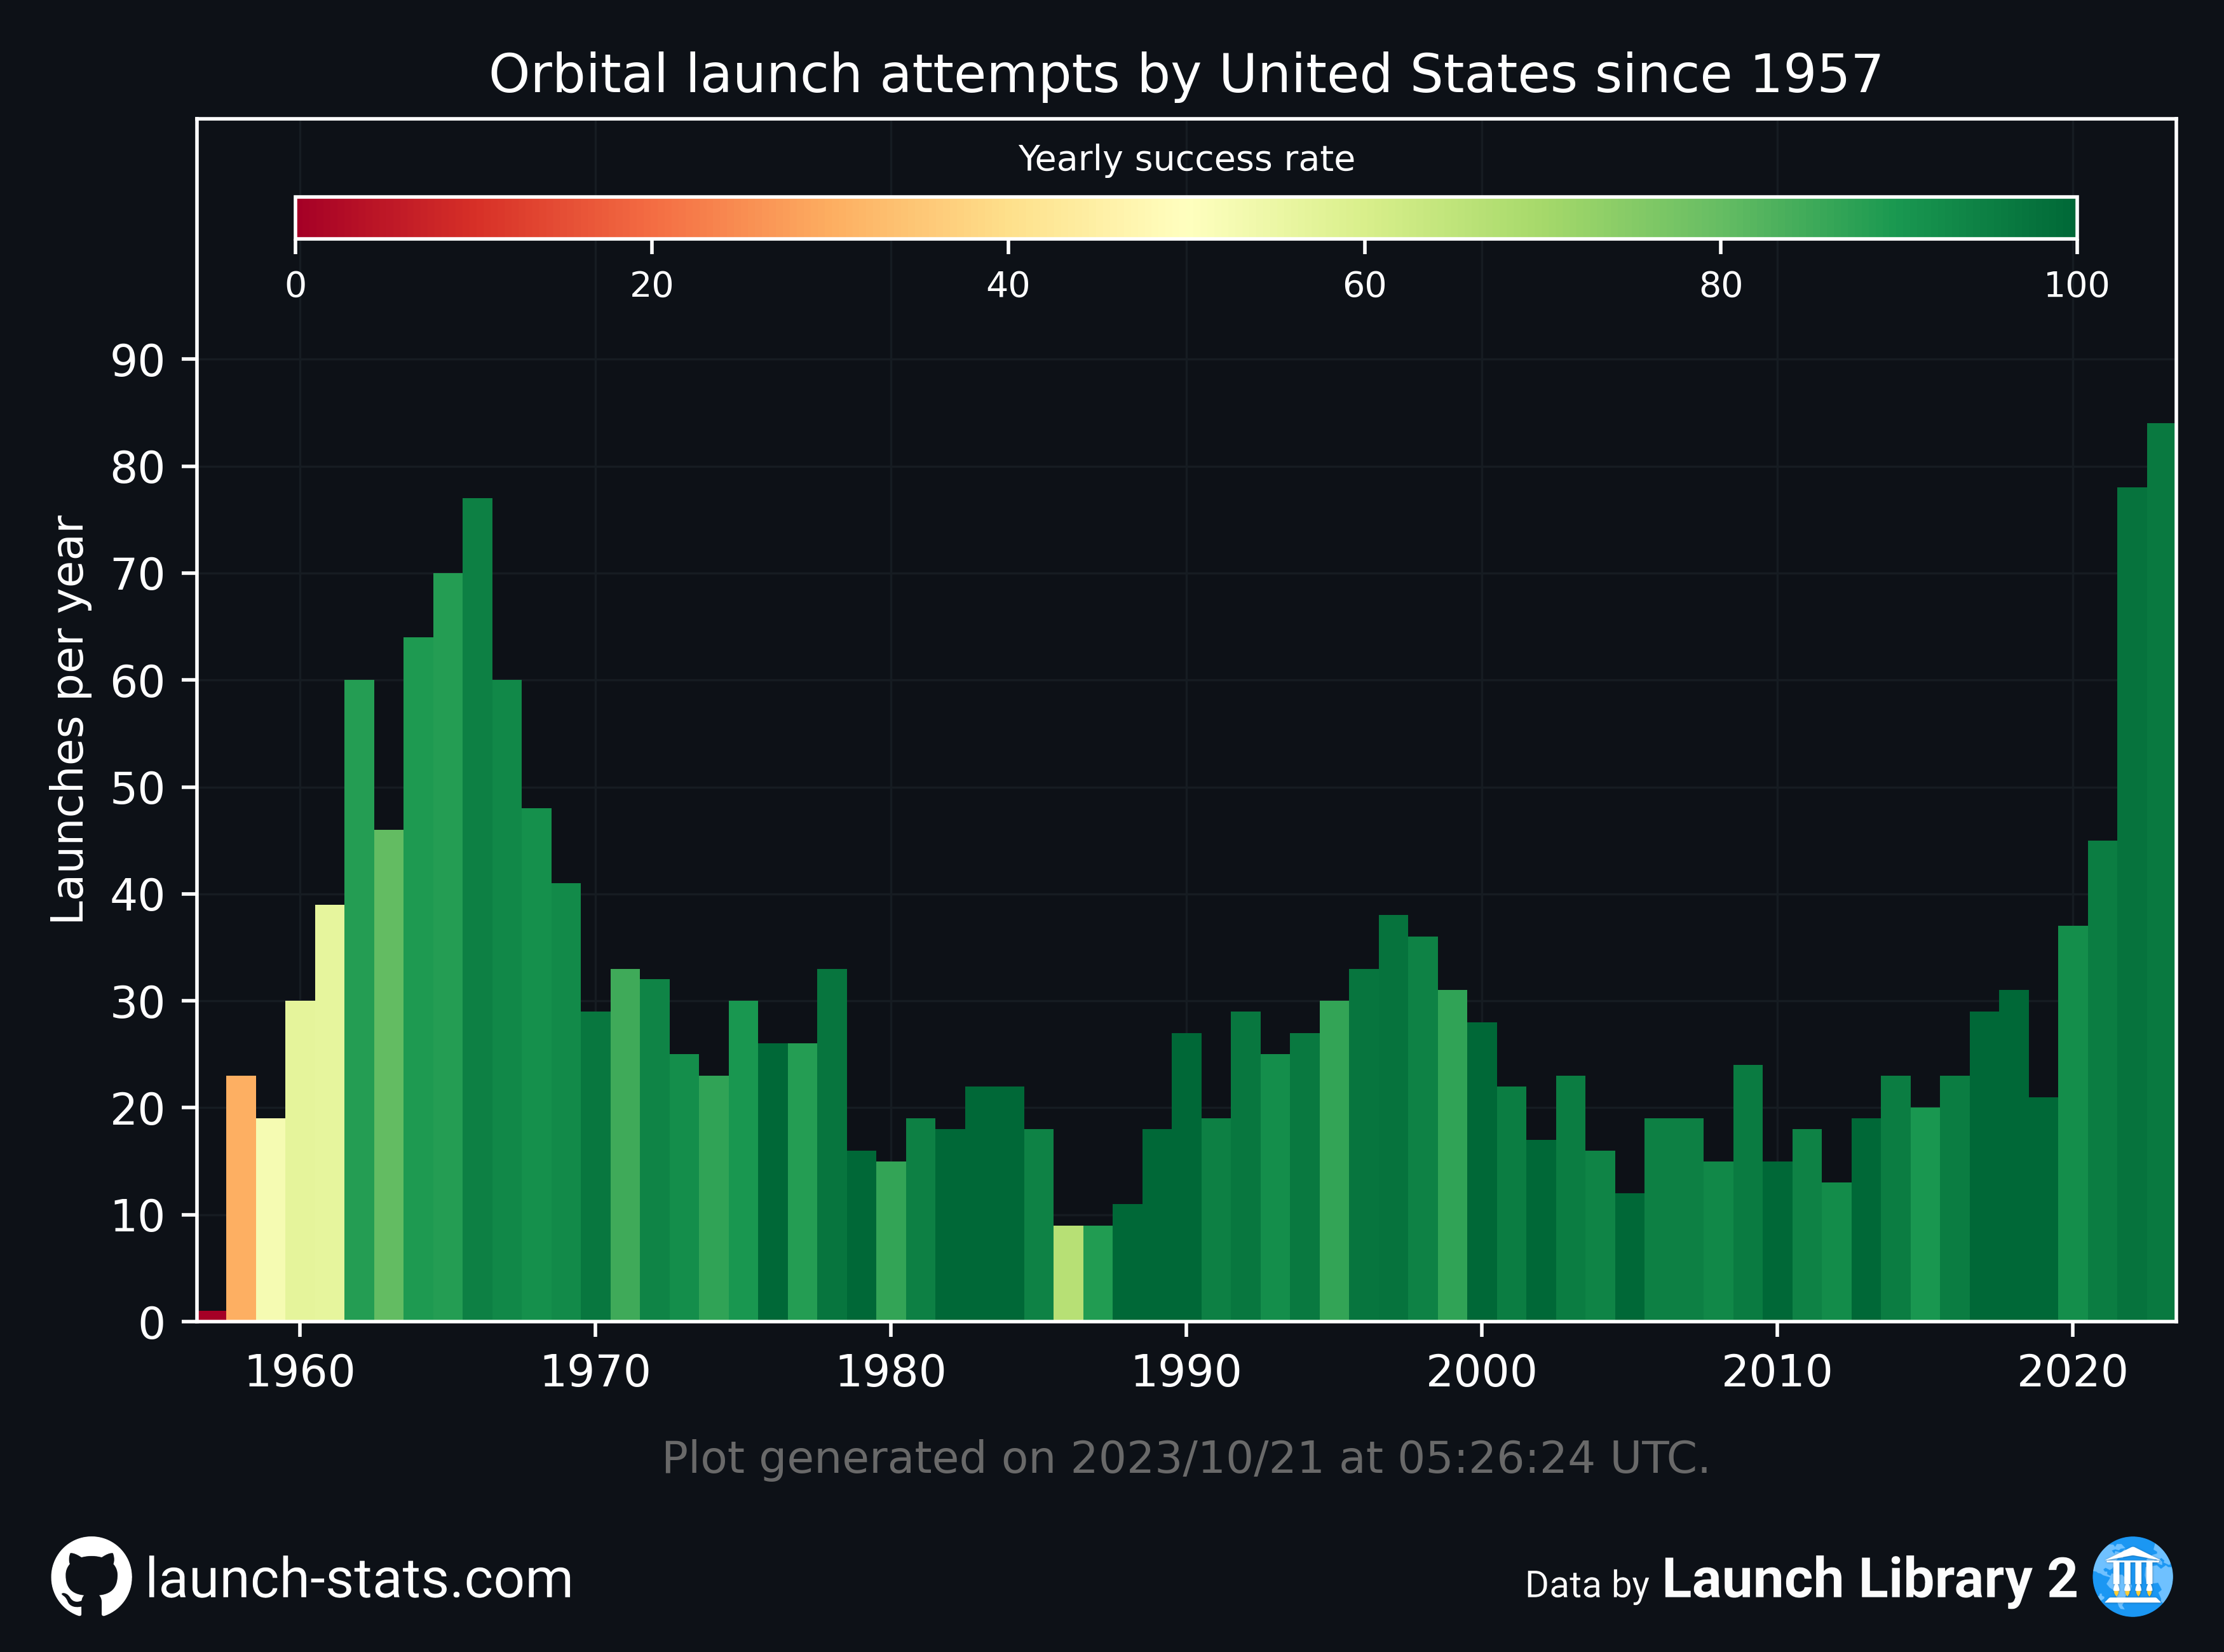 Orbital launch attempts by United States since 1957
Yearly success rate
0 20 40 60 80 100
Launches per year
90
80
70
60
50
40
30
20
10
0
1960 1970 1980 1990 2000 2010 2020
Plot generated on 2023/10/21 at 05:26:24 UTC.
launch-stats.com
Data by Launch Library 2